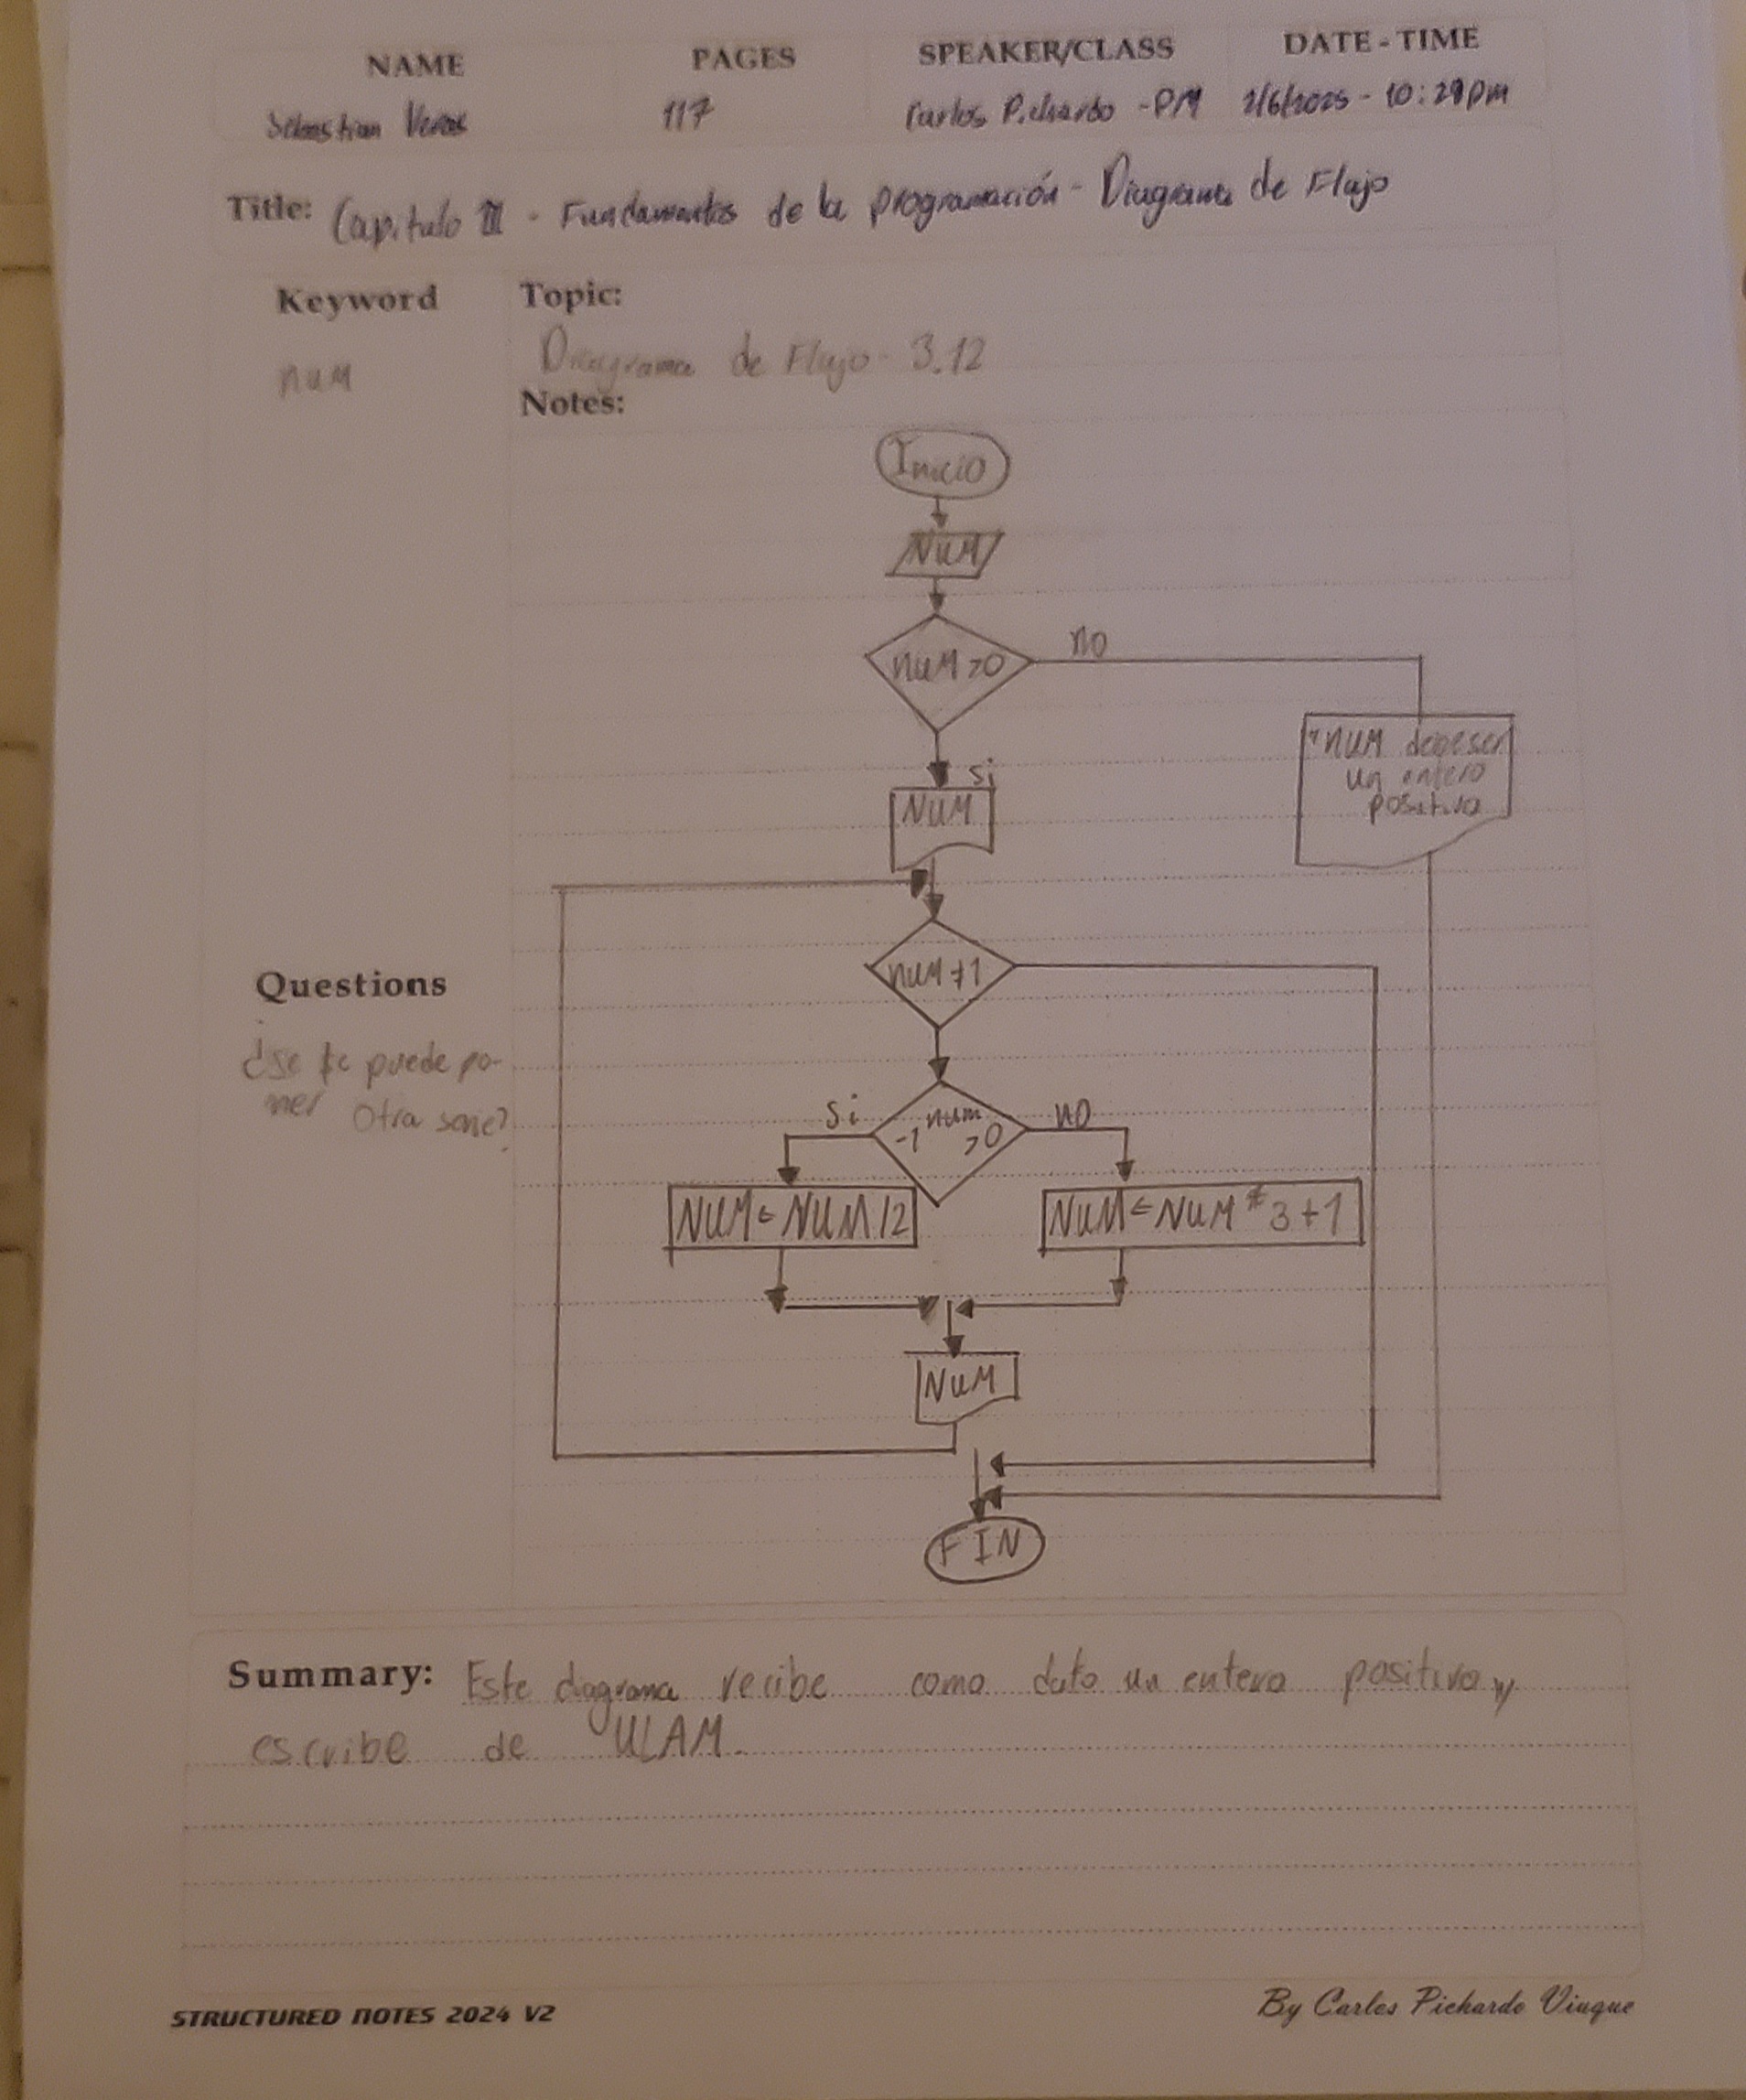 NAME PAGES SPEAKER/CLASS DATE - TIME
Sebastian Veras 117 Carlos Pichardo - PM 2/6/2025 - 10:29pm
Title: Capitulo III - Fundamentos de la programación - Diagrama de Flujo
Keyword Topic:
num Diagrama de Flujo - 3.12
Notes:
Inicio
NUM
num >0 no
"NUM debe ser
un entero
positivo
si
NUM
num ≠1
Questions
¿se le puede po-
ner otra serie?
Si -1 num >0 no
NUM ← NUM/2 NUM ← NUM * 3 + 1
NUM
FIN
Summary: Este diagrama recibe como dato un entero positivo y
escribe de ULAM.
STRUCTURED NOTES 2024 V2 By Carlos Pichardo Viuque